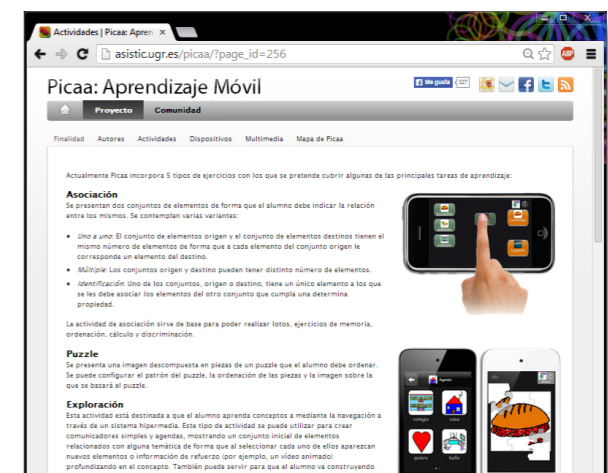 Actividades | Picaa: Apren
asistic.ugr.es/picaa/?page_id=256
ABP
Picaa: Aprendizaje Móvil
Me gusta 327
Proyecto Comunidad
Finalidad Autores Actividades Dispositivos Multimedia Mapa de Picaa
Actualmente Picaa incorpora 5 tipos de ejercicios con los que se pretende cubrir algunas de las principales tareas de aprendizaje:
Asociación
Se presentan dos conjuntos de elementos de forma que el alumno debe indicar la relación
entre los mismos. Se contemplan varias variantes:
Uno a uno: El conjunto de elementos origen y el conjunto de elementos destinos tienen el
mismo número de elementos de forma que a cada elemento del conjunto origen le
corresponde un elemento del destino.
Múltiple: Los conjuntos origen y destino pueden tener distinto número de elementos.
Identificación: Uno de los conjuntos, origen o destino, tiene un único elemento a los que
se les debe asociar los elementos del otro conjunto que cumpla una determina
propiedad.
La actividad de asociación sirve de base para poder realizar lotos, ejercicios de memoria,
ordenación, cálculo y discriminación.
Puzzle
Se presenta una imagen descompuesta en piezas de un puzzle que el alumno debe ordenar.
Se puede configurar el patrón del puzzle, la ordenación de las piezas y la imagen sobre la
que se basará el puzzle.
Exploración
Esta actividad está destinada a que el alumno aprenda conceptos a mediante la navegación a
través de un sistema hipermedia. Este tipo de actividad se puede utilizar para crear
comunicadores simples y agendas, mostrando un conjunto inicial de elementos
relacionados con alguna temática de forma que al seleccionar cada uno de ellos aparezcan
nuevos elementos o información de refuerzo (por ejemplo, un vídeo animado)
profundizando en el concepto. También puede servir para que el alumno va construyendo
Agenda
colegio casa
quiero baño